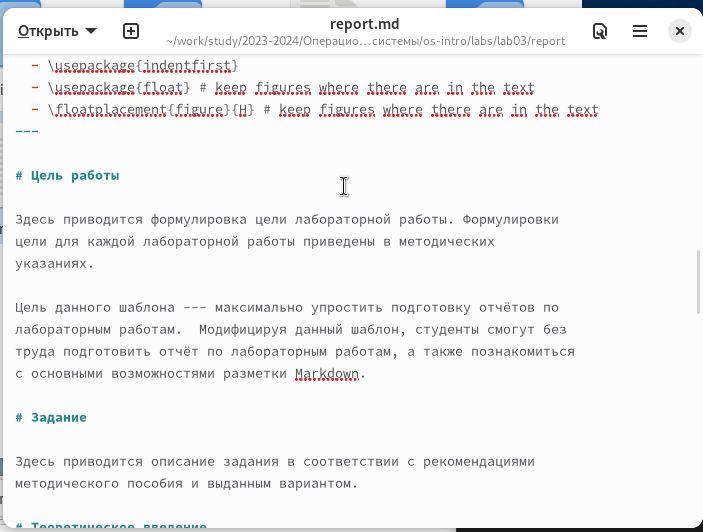 Открыть
report.md
~/work/study/2023-2024/Операцио…системы/os-intro/labs/lab03/report
- \usepackage{indentfirst}
- \usepackage{float} # keep figures where there are in the text
- \floatplacement{figure}{H} # keep figures where there are in the text
---
# Цель работы
Здесь приводится формулировка цели лабораторной работы. Формулировки
цели для каждой лабораторной работы приведены в методических
указаниях.
Цель данного шаблона --- максимально упростить подготовку отчётов по
лабораторным работам.  Модифицируя данный шаблон, студенты смогут без
труда подготовить отчёт по лабораторным работам, а также познакомиться
с основными возможностями разметки Markdown.
# Задание
Здесь приводится описание задания в соответствии с рекомендациями
методического пособия и выданным вариантом.
# Теоретическое введение